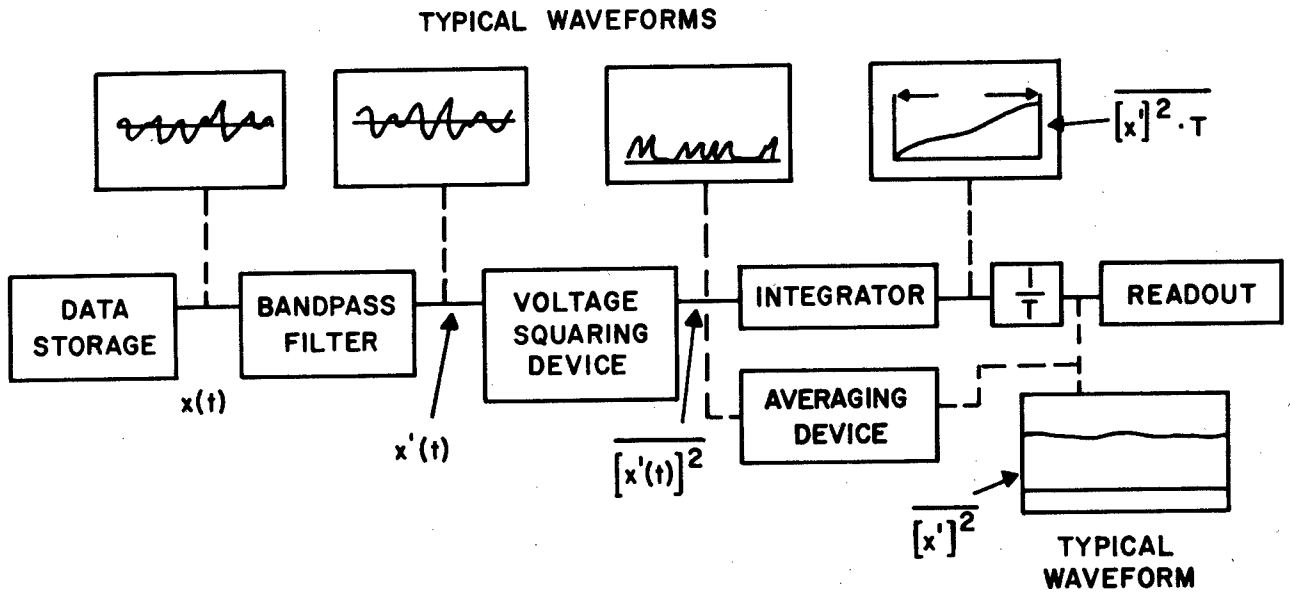 TYPICAL WAVEFORMS
[x']² · T
DATA
STORAGE
BANDPASS
FILTER
VOLTAGE
SQUARING
DEVICE
INTEGRATOR
1
T
READOUT
x(t)
x'(t)
[x'(t)]²
AVERAGING
DEVICE
[x']²
TYPICAL
WAVEFORM